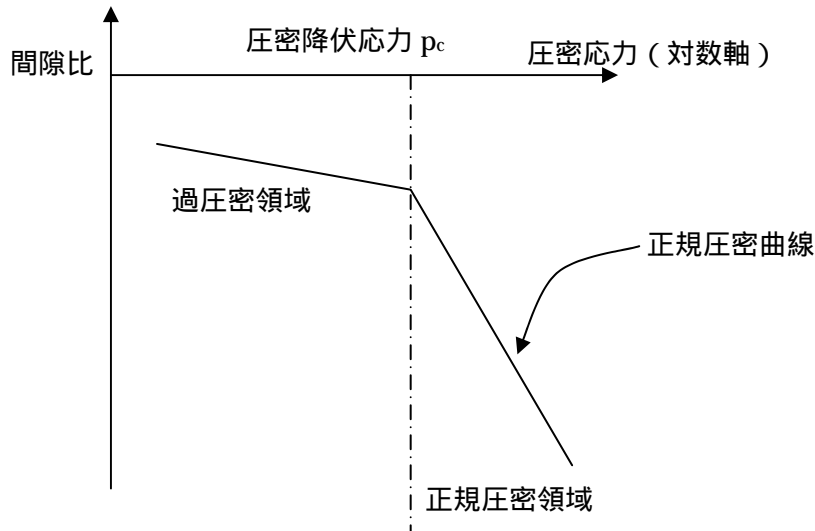 圧密降伏応力 pc
間隙比
圧密応力（対数軸）
過圧密領域
正規圧密曲線
正規圧密領域